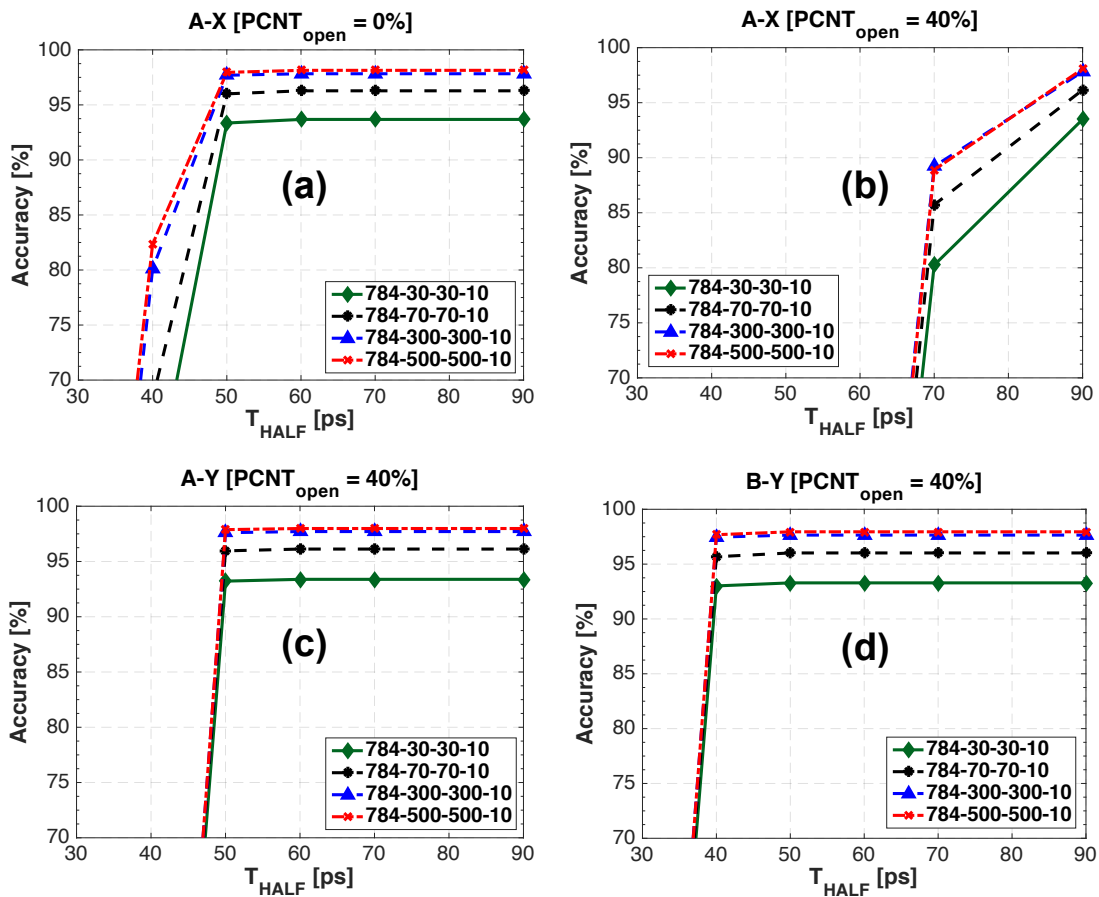 A-X [PCNT_open = 0%]
100
95
90
85
80
75
70
Accuracy [%]
(a)
784-30-30-10
784-70-70-10
784-300-300-10
784-500-500-10
30 40 50 60 70 80 90
T_HALF [ps]
A-X [PCNT_open = 40%]
100
95
90
85
80
75
70
Accuracy [%]
(b)
784-30-30-10
784-70-70-10
784-300-300-10
784-500-500-10
30 40 50 60 70 80 90
T_HALF [ps]
A-Y [PCNT_open = 40%]
100
95
90
85
80
75
70
Accuracy [%]
(c)
784-30-30-10
784-70-70-10
784-300-300-10
784-500-500-10
30 40 50 60 70 80 90
T_HALF [ps]
B-Y [PCNT_open = 40%]
100
95
90
85
80
75
70
Accuracy [%]
(d)
784-30-30-10
784-70-70-10
784-300-300-10
784-500-500-10
30 40 50 60 70 80 90
T_HALF [ps]